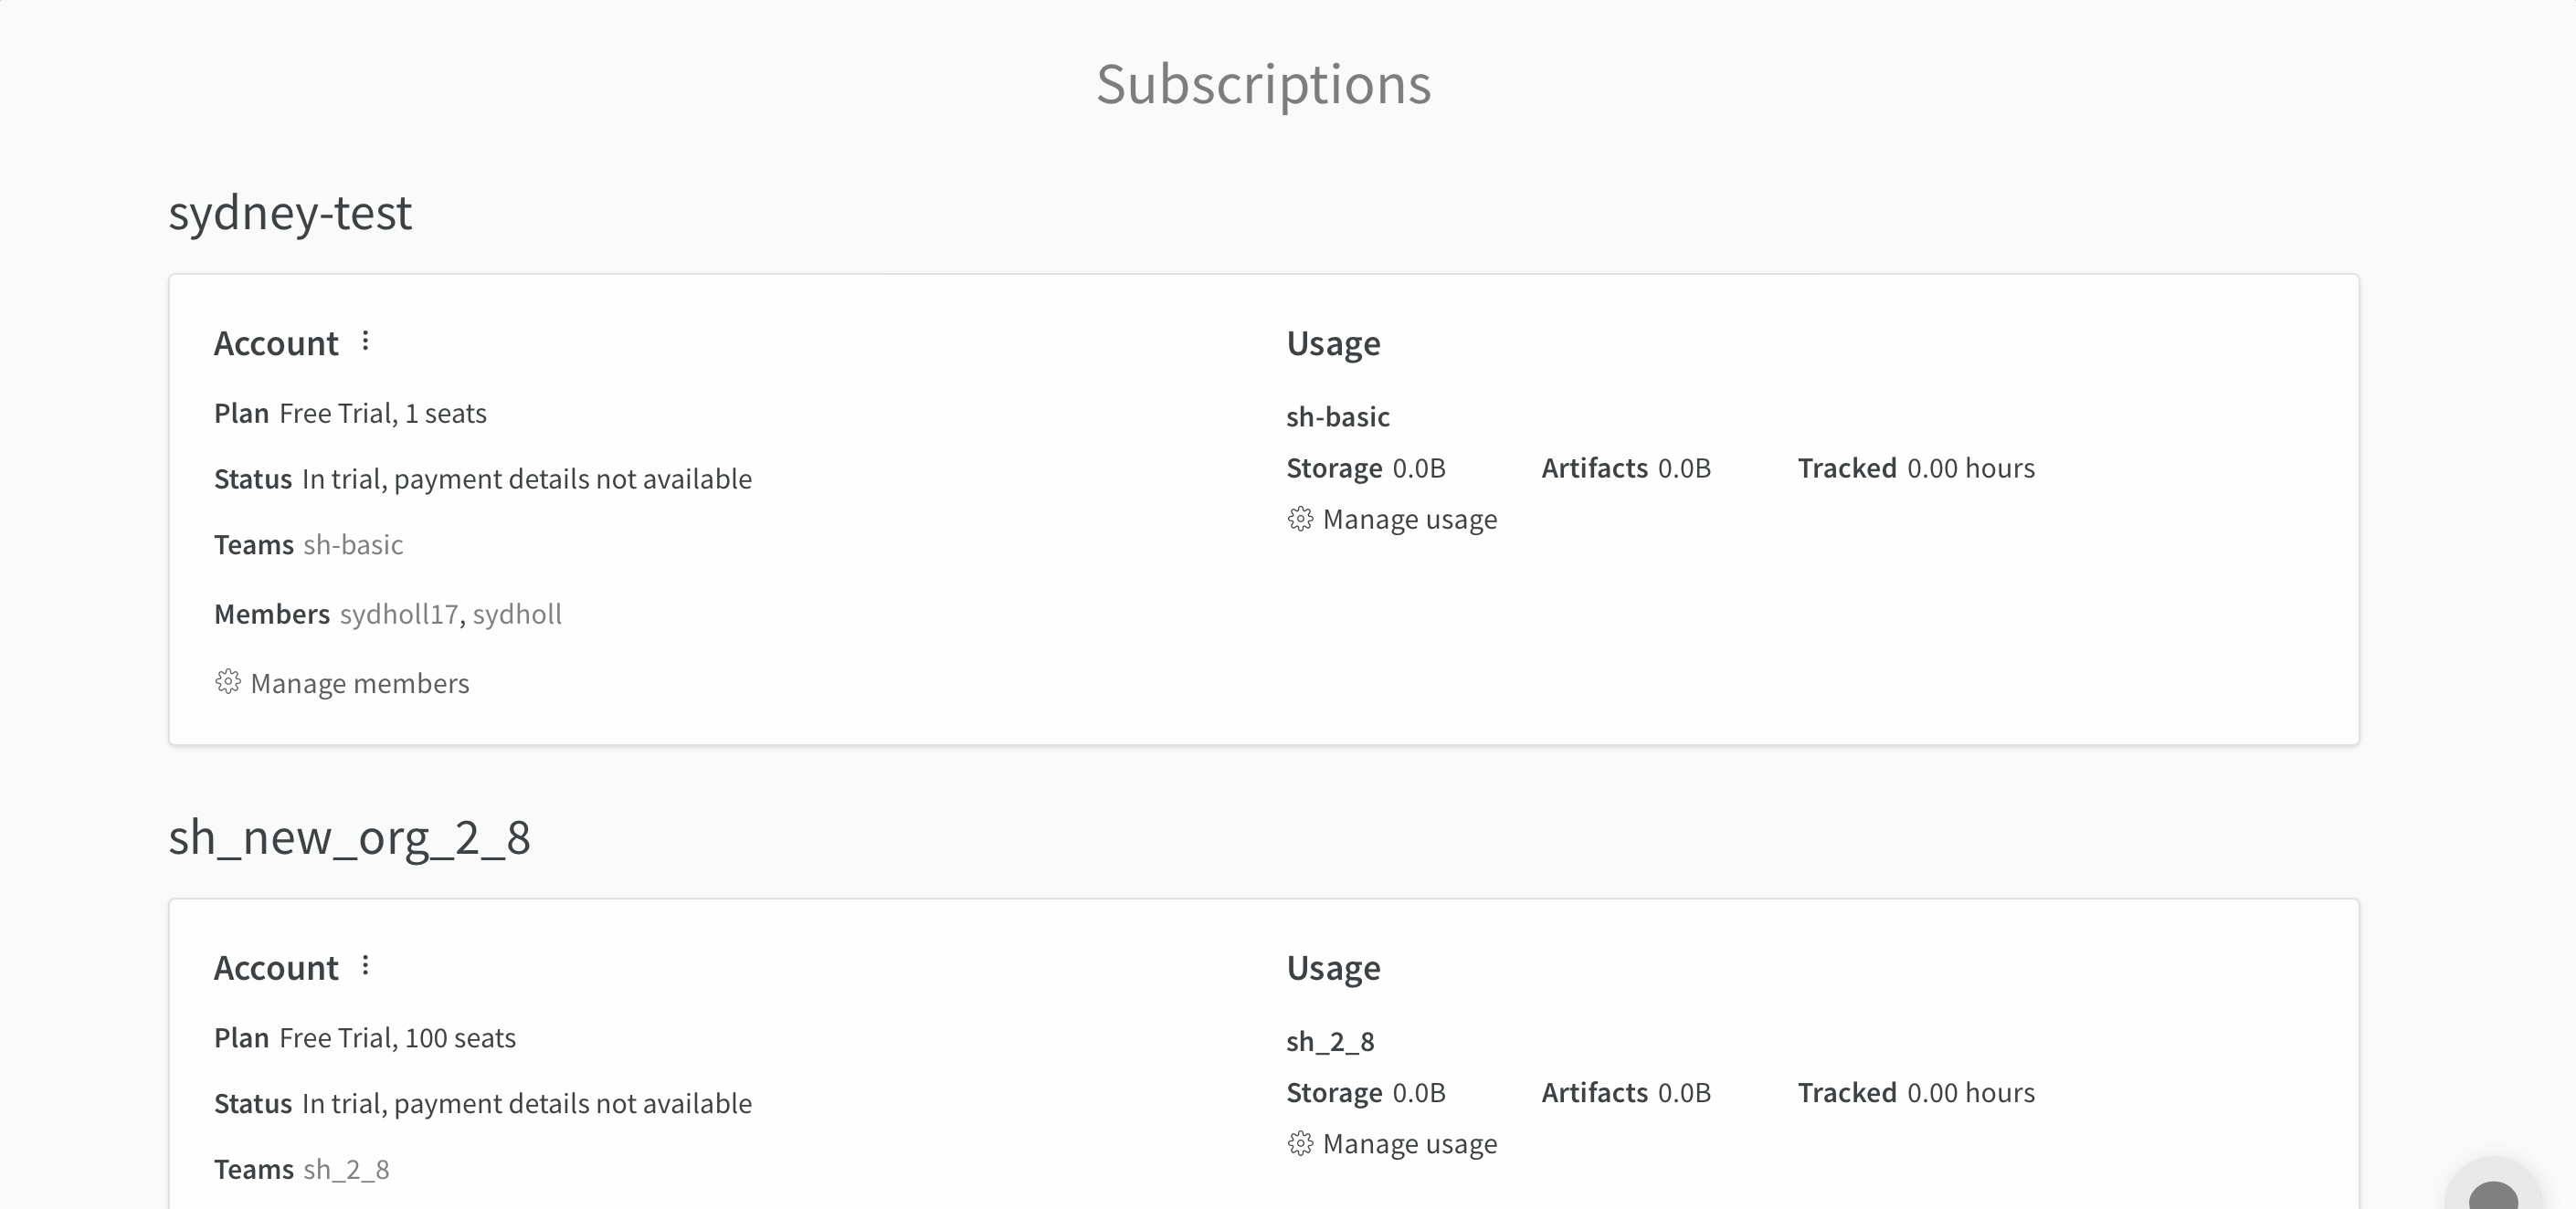 Subscriptions
sydney-test
Account
Plan Free Trial, 1 seats
Status In trial, payment details not available
Teams sh-basic
Members sydholl17, sydholl
Manage members
Usage
sh-basic
Storage 0.0B Artifacts 0.0B Tracked 0.00 hours
Manage usage
sh_new_org_2_8
Account
Plan Free Trial, 100 seats
Status In trial, payment details not available
Teams sh_2_8
Usage
sh_2_8
Storage 0.0B Artifacts 0.0B Tracked 0.00 hours
Manage usage